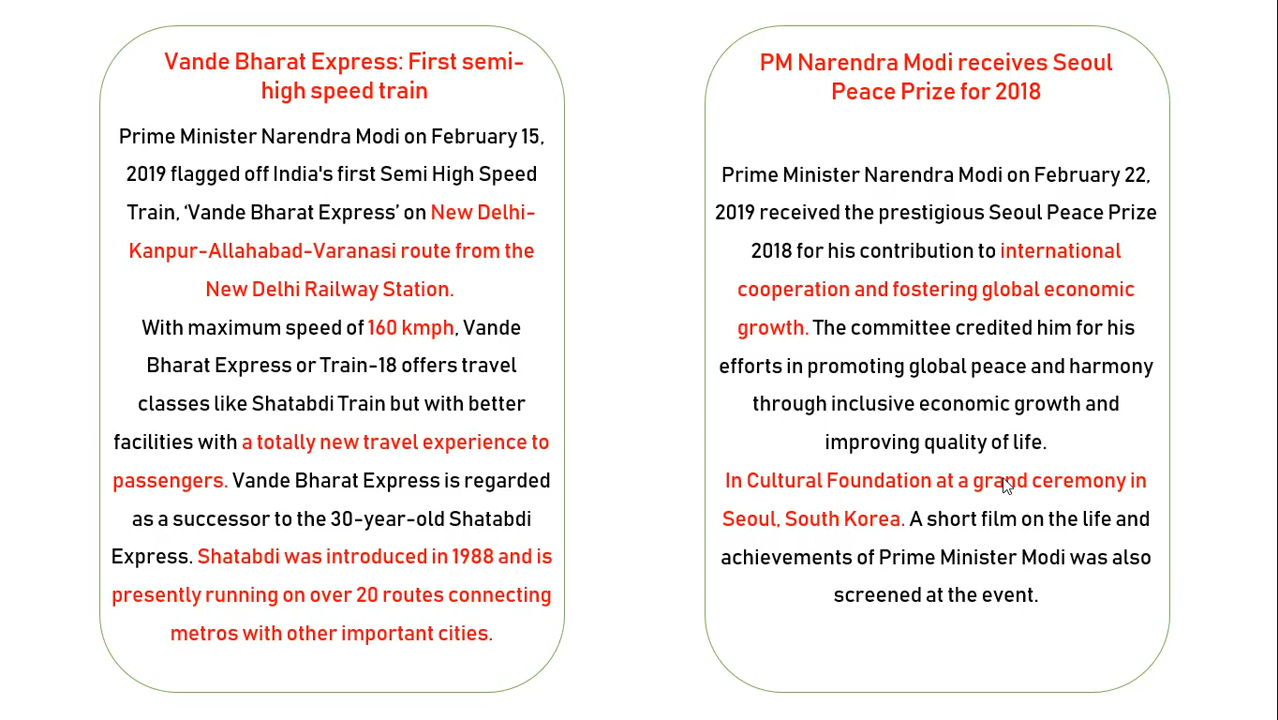 Vande Bharat Express: First semi-
high speed train
Prime Minister Narendra Modi on February 15,
2019 flagged off India's first Semi High Speed
Train, ‘Vande Bharat Express’ on New Delhi-
Kanpur-Allahabad-Varanasi route from the
New Delhi Railway Station.
With maximum speed of 160 kmph, Vande
Bharat Express or Train-18 offers travel
classes like Shatabdi Train but with better
facilities with a totally new travel experience to
passengers. Vande Bharat Express is regarded
as a successor to the 30-year-old Shatabdi
Express. Shatabdi was introduced in 1988 and is
presently running on over 20 routes connecting
metros with other important cities.
PM Narendra Modi receives Seoul
Peace Prize for 2018
Prime Minister Narendra Modi on February 22,
2019 received the prestigious Seoul Peace Prize
2018 for his contribution to international
cooperation and fostering global economic
growth. The committee credited him for his
efforts in promoting global peace and harmony
through inclusive economic growth and
improving quality of life.
In Cultural Foundation at a grand ceremony in
Seoul, South Korea. A short film on the life and
achievements of Prime Minister Modi was also
screened at the event.